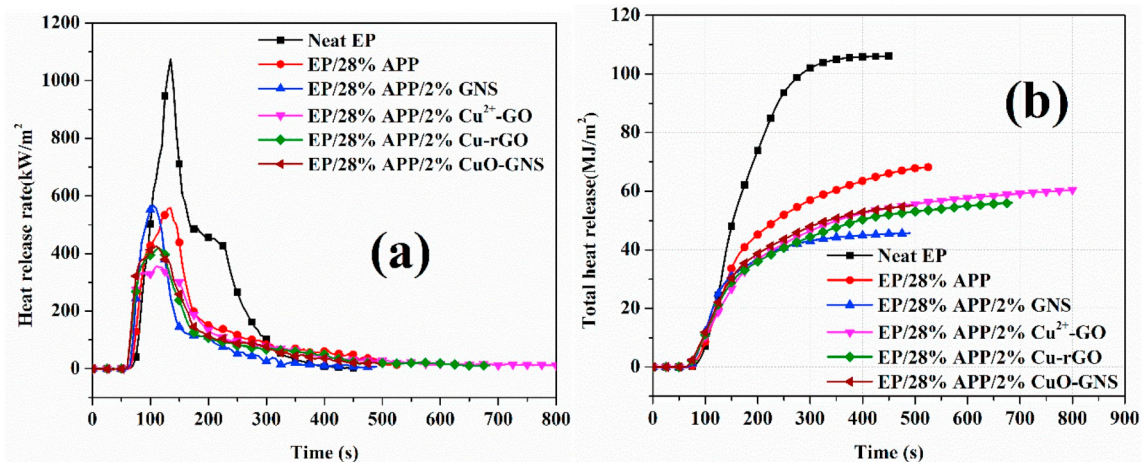 1200
1000
800
600
400
200
0
Heat release rate(kW/m²)
Neat EP
EP/28% APP
EP/28% APP/2% GNS
EP/28% APP/2% Cu²⁺-GO
EP/28% APP/2% Cu-rGO
EP/28% APP/2% CuO-GNS
(a)
0 100 200 300 400 500 600 700 800
Time (s)
120
100
80
60
40
20
0
Total heat release(MJ/m²)
(b)
Neat EP
EP/28% APP
EP/28% APP/2% GNS
EP/28% APP/2% Cu²⁺-GO
EP/28% APP/2% Cu-rGO
EP/28% APP/2% CuO-GNS
0 100 200 300 400 500 600 700 800 900
Time (s)